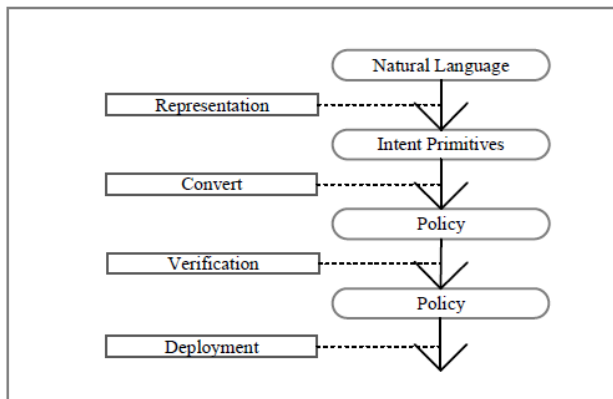 Natural Language
Representation
Intent Primitives
Convert
Policy
Verification
Policy
Deployment